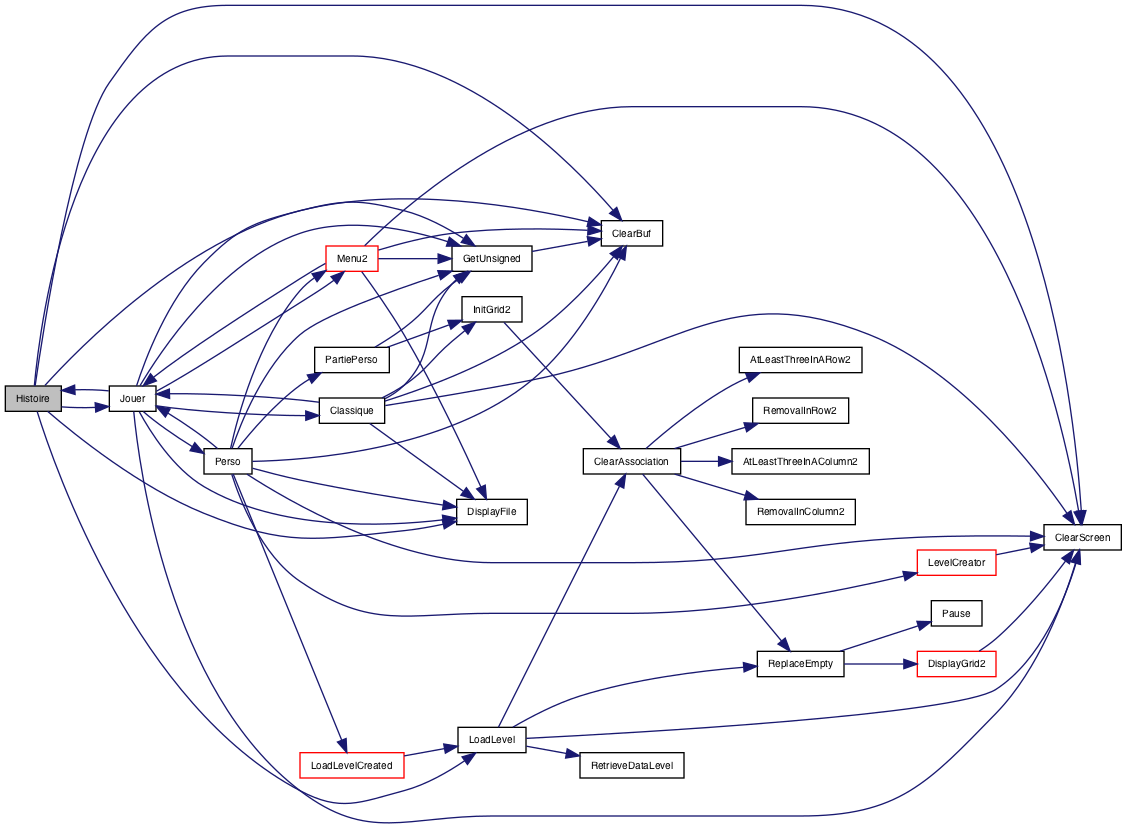 ClearBuf
Menu2
GetUnsigned
InitGrid2
PartiePerso
AtLeastThreeInARow2
Histoire
Jouer
Classique
RemovalInRow2
Perso
ClearAssociation
AtLeastThreeInAColumn2
DisplayFile
RemovalInColumn2
ClearScreen
LevelCreator
Pause
ReplaceEmpty
DisplayGrid2
LoadLevel
LoadLevelCreated
RetrieveDataLevel